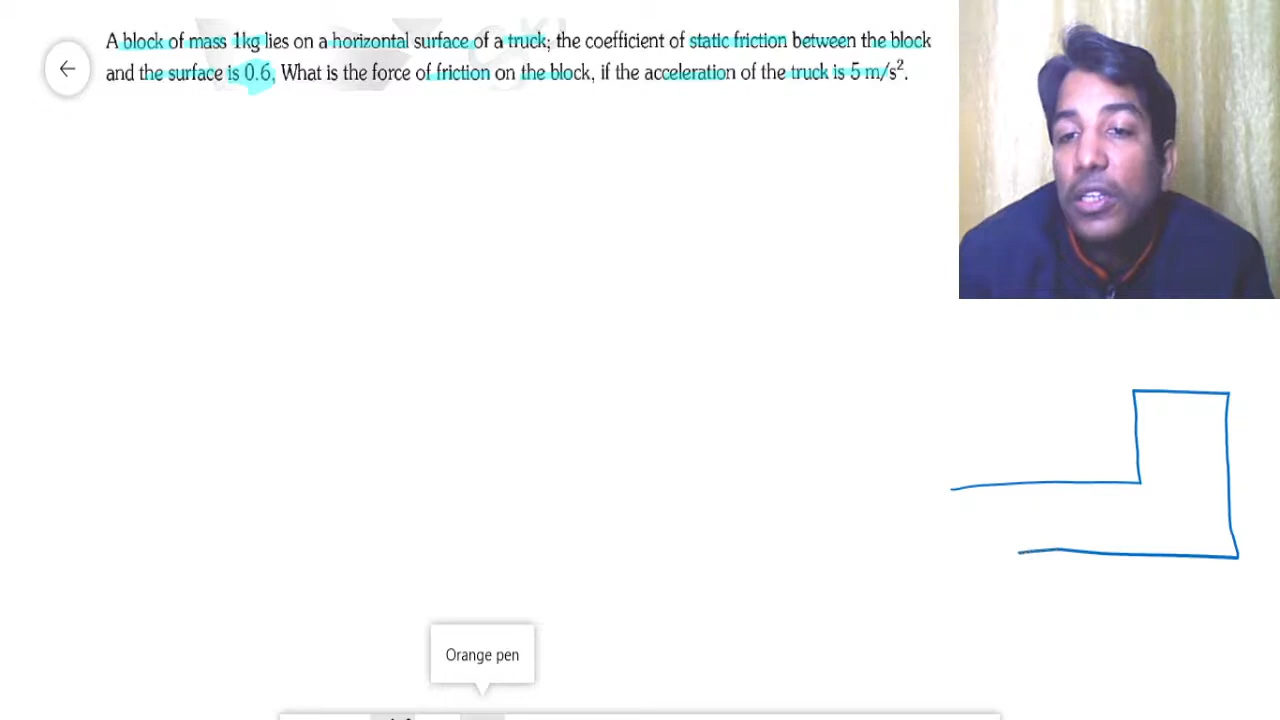 A block of mass 1kg lies on a horizontal surface of a truck; the coefficient of static friction between the block
and the surface is 0.6, What is the force of friction on the block, if the acceleration of the truck is 5 m/s².
Orange pen